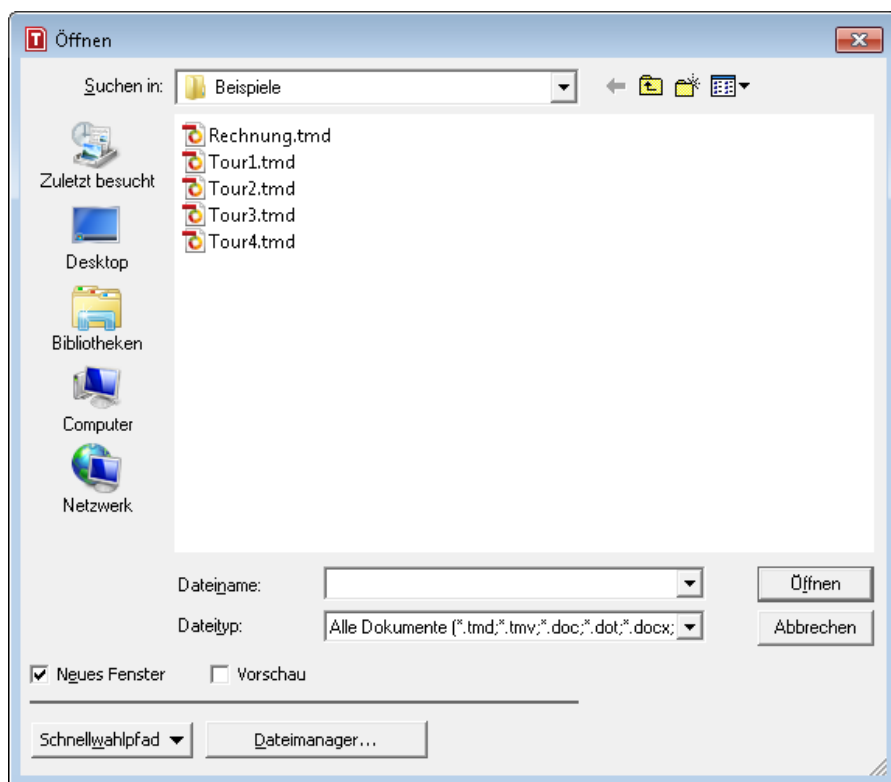 Öffnen
Suchen in: Beispiele
Rechnung.tmd
Tour1.tmd
Tour2.tmd
Tour3.tmd
Tour4.tmd
Zuletzt besucht
Desktop
Bibliotheken
Computer
Netzwerk
Dateiname: Öffnen
Dateityp: Alle Dokumente (*.tmd;*.tmv;*.doc;*.dot;*.docx; Abbrechen
Neues Fenster Vorschau
Schnellwahlpfad Dateimanager...